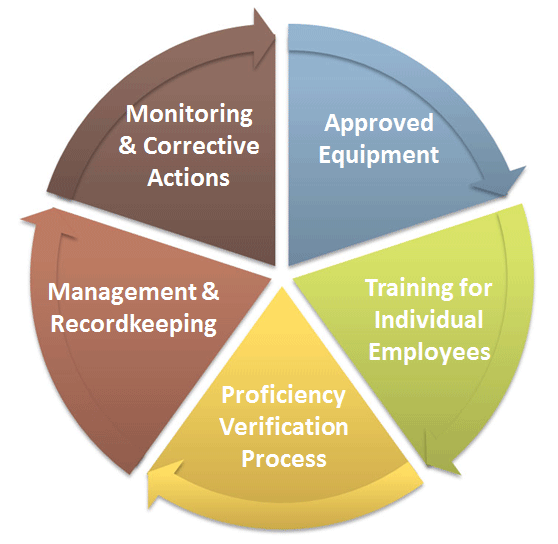 Approved
Equipment
Training for
Individual
Employees
Proficiency
Verification
Process
Management &
Recordkeeping
Monitoring
& Corrective
Actions